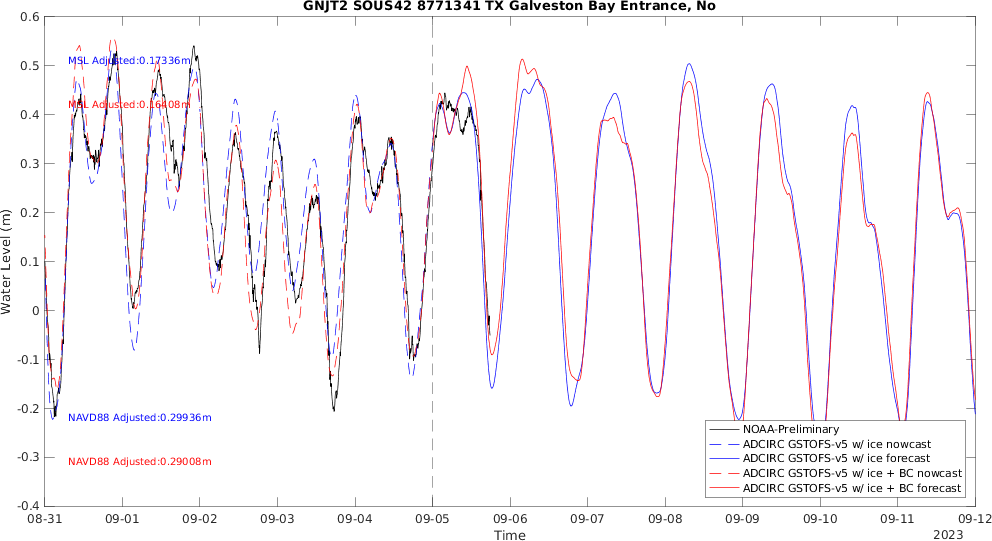 GNJT2 SOUS42 8771341 TX Galveston Bay Entrance, No
0.6
0.5
0.4
0.3
0.2
0.1
0
-0.1
-0.2
-0.3
-0.4
Water Level (m)
MSL Adjusted:0.17336m
MSL Adjusted:0.16408m
NAVD88 Adjusted:0.29936m
NAVD88 Adjusted:0.29008m
NOAA-Preliminary
ADCIRC GSTOFS-v5 w/ ice nowcast
ADCIRC GSTOFS-v5 w/ ice forecast
ADCIRC GSTOFS-v5 w/ ice + BC nowcast
ADCIRC GSTOFS-v5 w/ ice + BC forecast
08-31 09-01 09-02 09-03 09-04 09-05 09-06 09-07 09-08 09-09 09-10 09-11 09-12
Time
2023